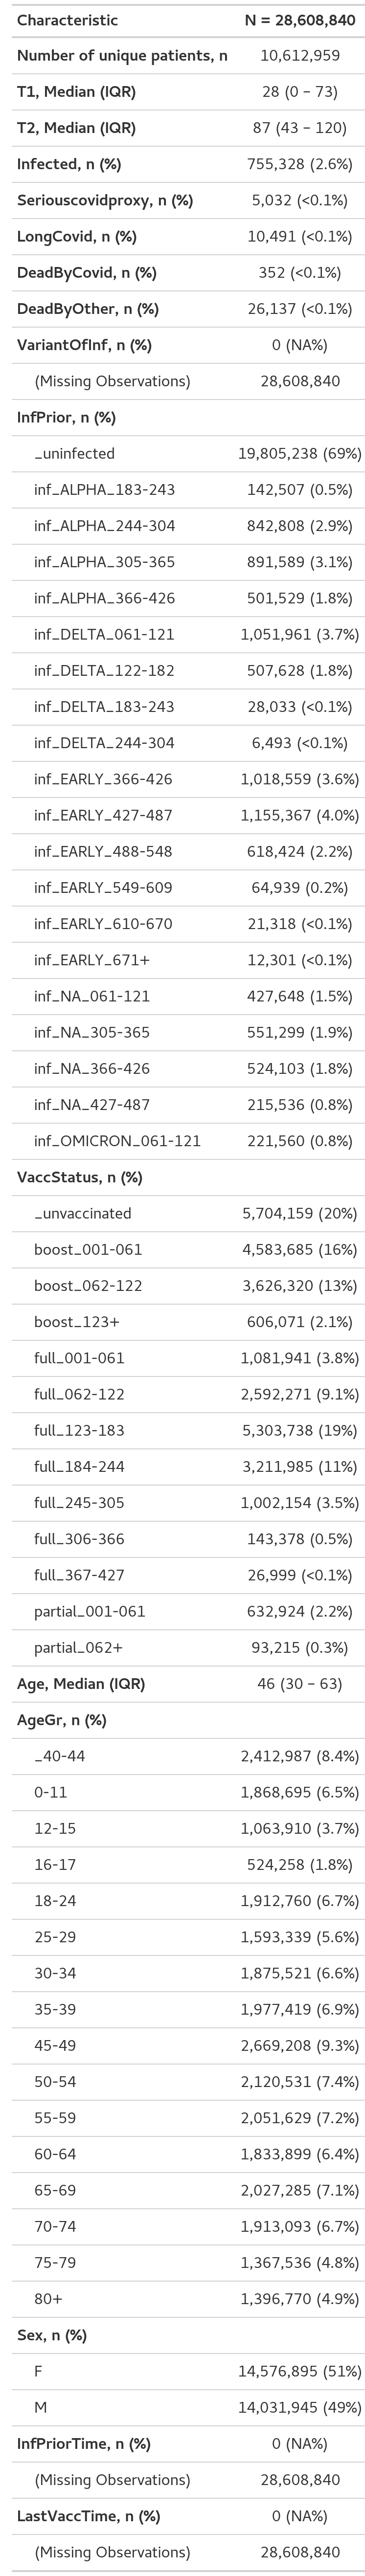 Characteristic N = 28,608,840
Number of unique patients, n 10,612,959
T1, Median (IQR) 28 (0 – 73)
T2, Median (IQR) 87 (43 – 120)
Infected, n (%) 755,328 (2.6%)
Seriouscovidproxy, n (%) 5,032 (<0.1%)
LongCovid, n (%) 10,491 (<0.1%)
DeadByCovid, n (%) 352 (<0.1%)
DeadByOther, n (%) 26,137 (<0.1%)
VariantOfInf, n (%) 0 (NA%)
(Missing Observations) 28,608,840
InfPrior, n (%)
_uninfected 19,805,238 (69%)
inf_ALPHA_183-243 142,507 (0.5%)
inf_ALPHA_244-304 842,808 (2.9%)
inf_ALPHA_305-365 891,589 (3.1%)
inf_ALPHA_366-426 501,529 (1.8%)
inf_DELTA_061-121 1,051,961 (3.7%)
inf_DELTA_122-182 507,628 (1.8%)
inf_DELTA_183-243 28,033 (<0.1%)
inf_DELTA_244-304 6,493 (<0.1%)
inf_EARLY_366-426 1,018,559 (3.6%)
inf_EARLY_427-487 1,155,367 (4.0%)
inf_EARLY_488-548 618,424 (2.2%)
inf_EARLY_549-609 64,939 (0.2%)
inf_EARLY_610-670 21,318 (<0.1%)
inf_EARLY_671+ 12,301 (<0.1%)
inf_NA_061-121 427,648 (1.5%)
inf_NA_305-365 551,299 (1.9%)
inf_NA_366-426 524,103 (1.8%)
inf_NA_427-487 215,536 (0.8%)
inf_OMICRON_061-121 221,560 (0.8%)
VaccStatus, n (%)
_unvaccinated 5,704,159 (20%)
boost_001-061 4,583,685 (16%)
boost_062-122 3,626,320 (13%)
boost_123+ 606,071 (2.1%)
full_001-061 1,081,941 (3.8%)
full_062-122 2,592,271 (9.1%)
full_123-183 5,303,738 (19%)
full_184-244 3,211,985 (11%)
full_245-305 1,002,154 (3.5%)
full_306-366 143,378 (0.5%)
full_367-427 26,999 (<0.1%)
partial_001-061 632,924 (2.2%)
partial_062+ 93,215 (0.3%)
Age, Median (IQR) 46 (30 – 63)
AgeGr, n (%)
_40-44 2,412,987 (8.4%)
0-11 1,868,695 (6.5%)
12-15 1,063,910 (3.7%)
16-17 524,258 (1.8%)
18-24 1,912,760 (6.7%)
25-29 1,593,339 (5.6%)
30-34 1,875,521 (6.6%)
35-39 1,977,419 (6.9%)
45-49 2,669,208 (9.3%)
50-54 2,120,531 (7.4%)
55-59 2,051,629 (7.2%)
60-64 1,833,899 (6.4%)
65-69 2,027,285 (7.1%)
70-74 1,913,093 (6.7%)
75-79 1,367,536 (4.8%)
80+ 1,396,770 (4.9%)
Sex, n (%)
F 14,576,895 (51%)
M 14,031,945 (49%)
InfPriorTime, n (%) 0 (NA%)
(Missing Observations) 28,608,840
LastVaccTime, n (%) 0 (NA%)
(Missing Observations) 28,608,840